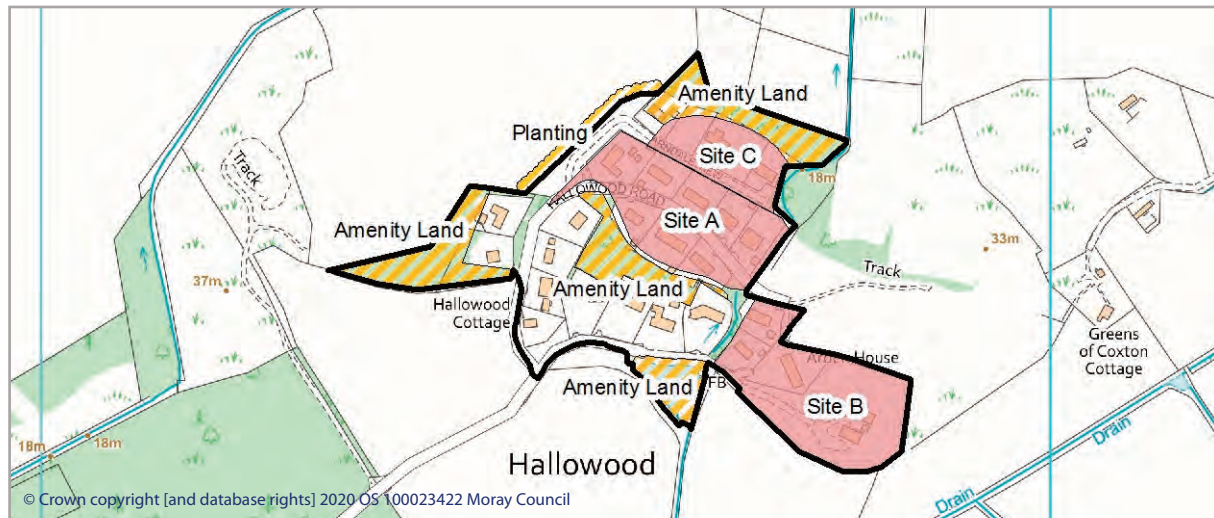 Amenity Land
Planting
Site C
18m
Track
HALLOWOOD ROAD
Site A
Amenity Land
33m
Track
37m
Amenity Land
Hallowood
Cottage
House
Greens
of Coxton
Cottage
Amenity Land
FB
Site B
18m
18m
Drain
Hallowood
Drain
© Crown copyright [and database rights] 2020 OS 100023422 Moray Council